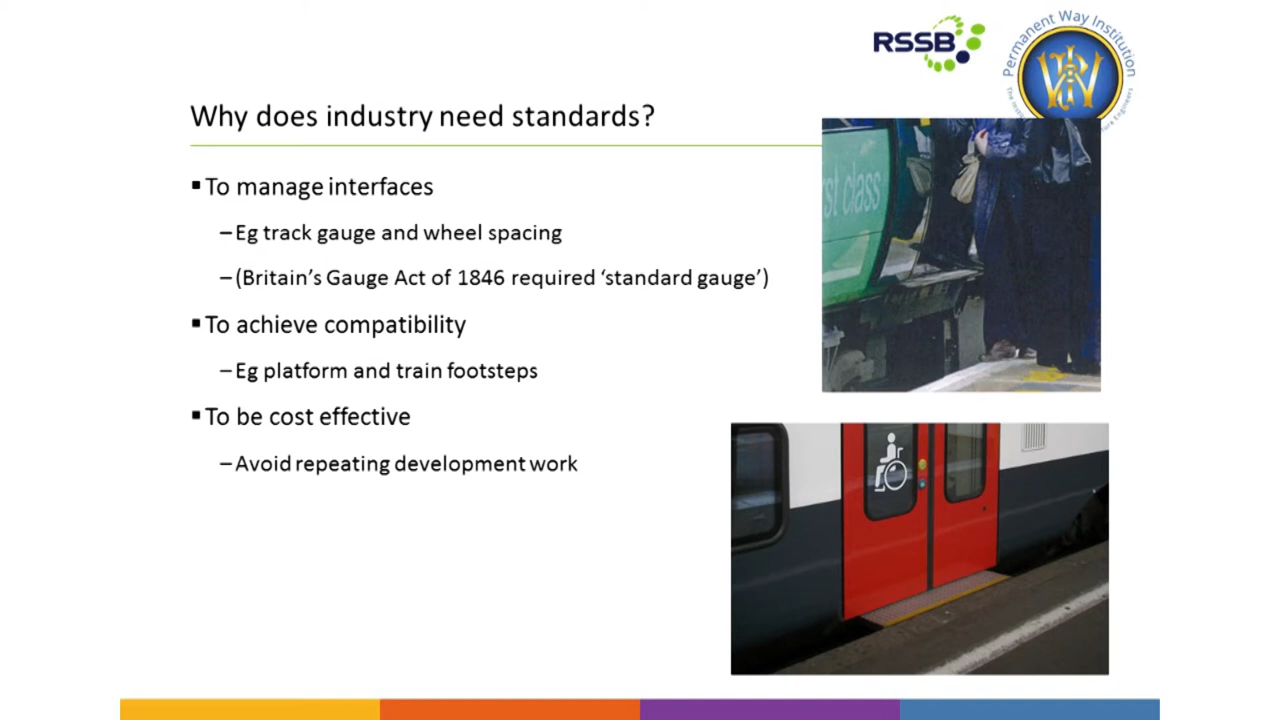 RSSB
Permanent Way Institution
Why does industry need standards?
▪ To manage interfaces
– Eg track gauge and wheel spacing
– (Britain's Gauge Act of 1846 required 'standard gauge')
▪ To achieve compatibility
– Eg platform and train footsteps
▪ To be cost effective
– Avoid repeating development work
st class